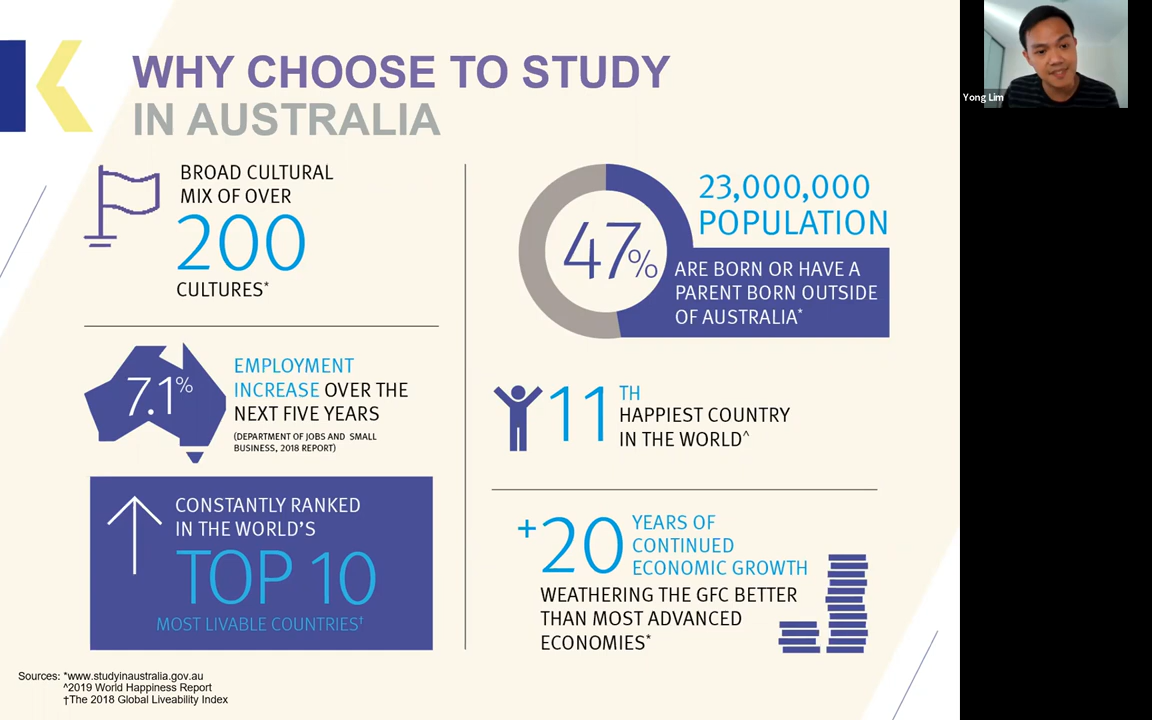 WHY CHOOSE TO STUDY
IN AUSTRALIA
BROAD CULTURAL
MIX OF OVER
200
CULTURES*
7.1%
EMPLOYMENT
INCREASE OVER THE
NEXT FIVE YEARS
(DEPARTMENT OF JOBS AND SMALL
BUSINESS, 2018 REPORT)
CONSTANTLY RANKED
IN THE WORLD'S
TOP 10
MOST LIVABLE COUNTRIES†
47%
23,000,000
POPULATION
ARE BORN OR HAVE A
PARENT BORN OUTSIDE
OF AUSTRALIA*
11TH
HAPPIEST COUNTRY
IN THE WORLD^
+20
YEARS OF
CONTINUED
ECONOMIC GROWTH
WEATHERING THE GFC BETTER
THAN MOST ADVANCED
ECONOMIES*
Sources: *www.studyinaustralia.gov.au
^2019 World Happiness Report
†The 2018 Global Liveability Index
Yong Lim